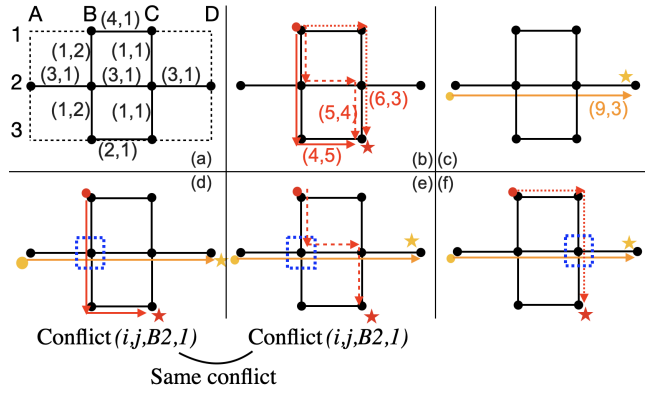 A B C D
(4,1)
1
(1,2) (1,1)
2 (3,1) (3,1) (3,1)
(1,2) (1,1)
3
(2,1)
(a)
(5,4) (6,3)
(4,5)
(b)
(9,3)
(c)
(d)
(e)
(f)
Conflict (i,j,B2,1) Conflict (i,j,B2,1)
Same conflict